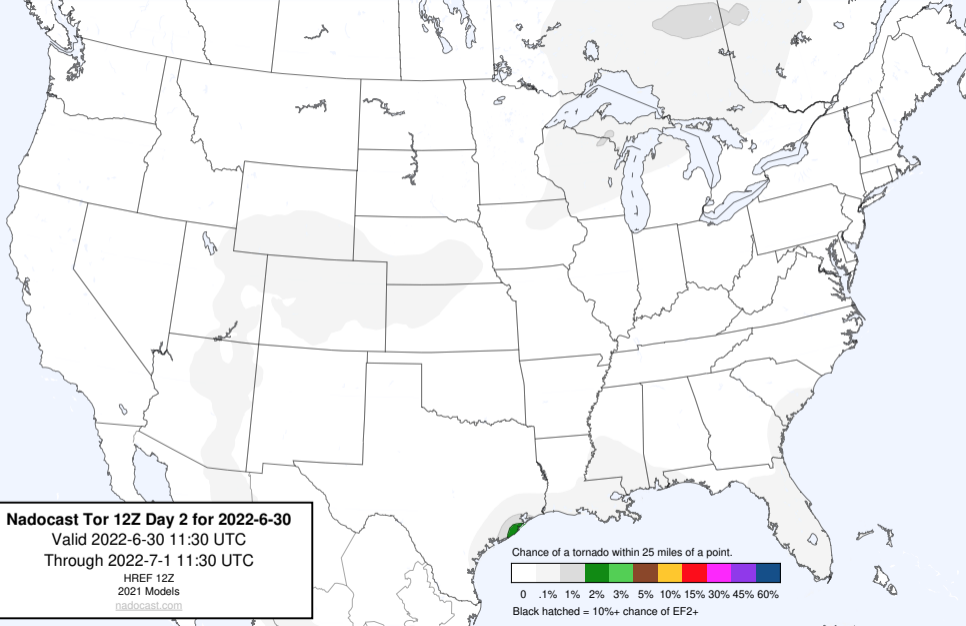 Nadocast Tor 12Z Day 2 for 2022-6-30
Valid 2022-6-30 11:30 UTC
Through 2022-7-1 11:30 UTC
HREF 12Z
2021 Models
nadocast.com
Chance of a tornado within 25 miles of a point.
0 .1% 1% 2% 3% 5% 10% 15% 30% 45% 60%
Black hatched = 10%+ chance of EF2+